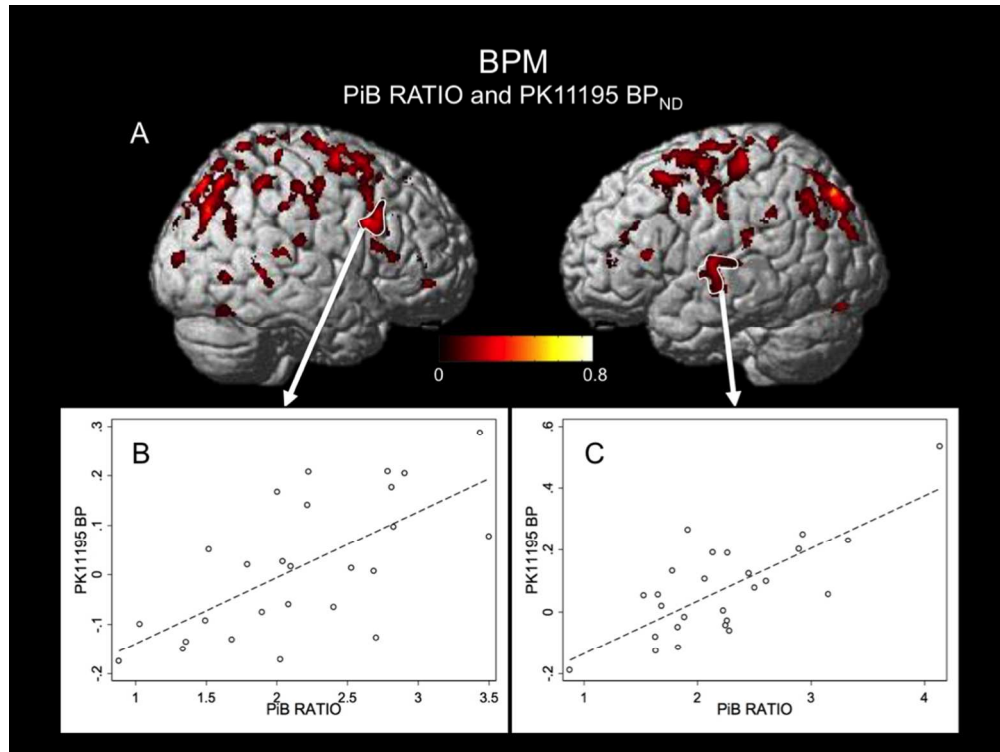 BPM
PiB RATIO and PK11195 BP_ND
A
0 0.8
B
PK11195 BP
.3
.2
.1
0
-.1
-.2
1 1.5 2 2.5 3 3.5
PiB RATIO
C
PK11195 BP
.6
.4
.2
0
-.2
1 2 3 4
PiB RATIO